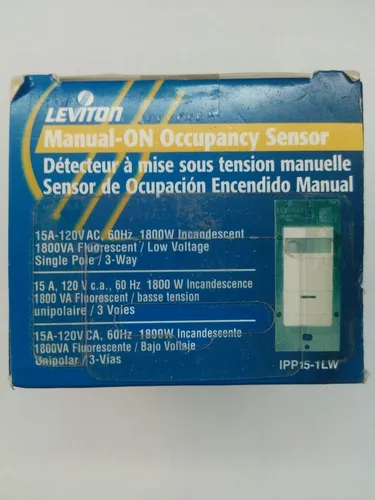 LEVITON
Manual-ON Occupancy Sensor
Détecteur à mise sous tension manuelle
Sensor de Ocupación Encendido Manual
15A-120V AC, 60Hz 1800W Incandescent
1800VA Fluorescent / Low Voltage
Single Pole / 3-Way
15 A, 120 V c.a., 60 Hz 1800 W Incandescence
1800 VA Fluorescent / basse tension
unipolaire / 3 Voies
15A-120V CA, 60Hz 1800W Incandescente
1800VA Fluorescente / Bajo Voltaje
Unipolar / 3-Vías
LEVITON
IPP15-1LW